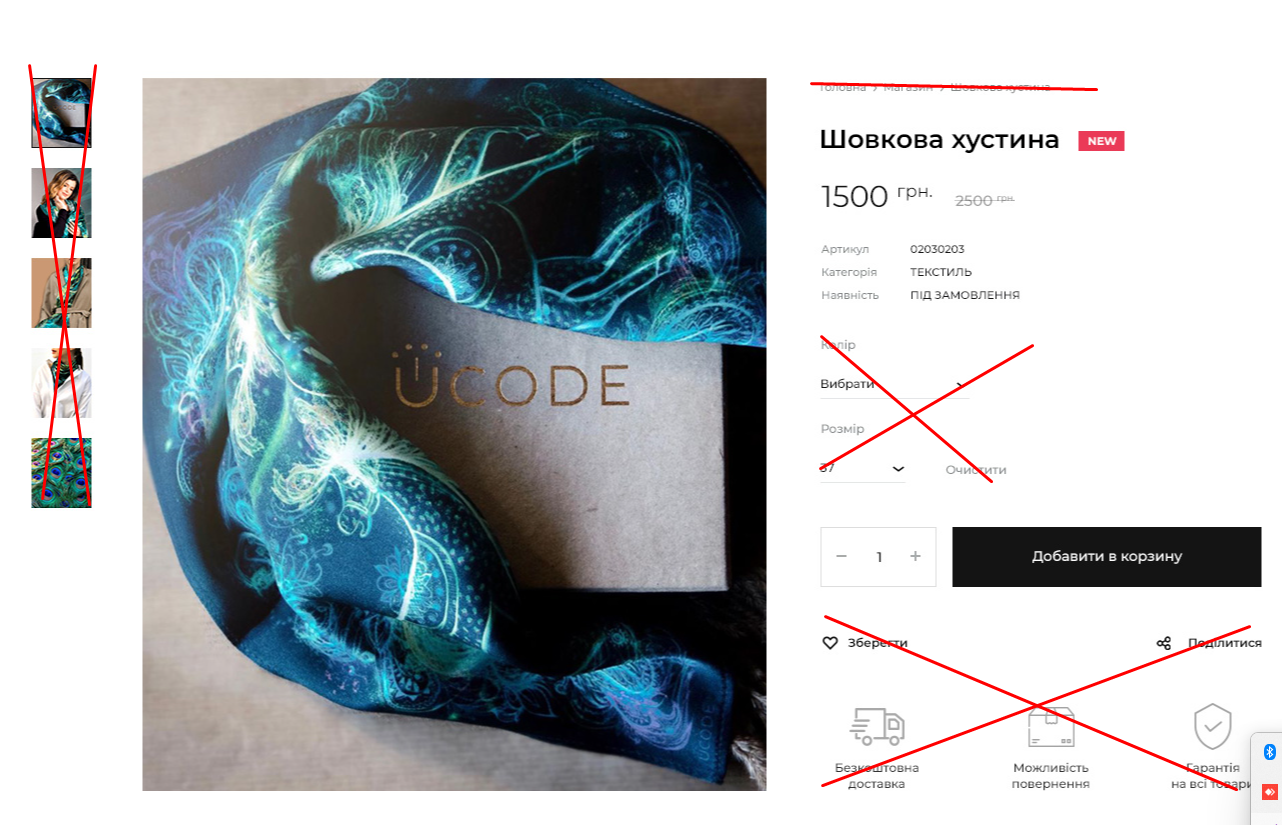 Головна > Магазин > Шовкова хустина
Шовкова хустина NEW
1500 грн. 2500 грн.
Артикул 02030203
Категорія ТЕКСТИЛЬ
Наявність ПІД ЗАМОВЛЕННЯ
Колір
Вибрати
Розмір
37 Очистити
− 1 + Добавити в корзину
Зберегти Поділитися
Безкоштовна доставка
Можливість повернення
Гарантія на всі товари
ÜCODE
ÜCODE